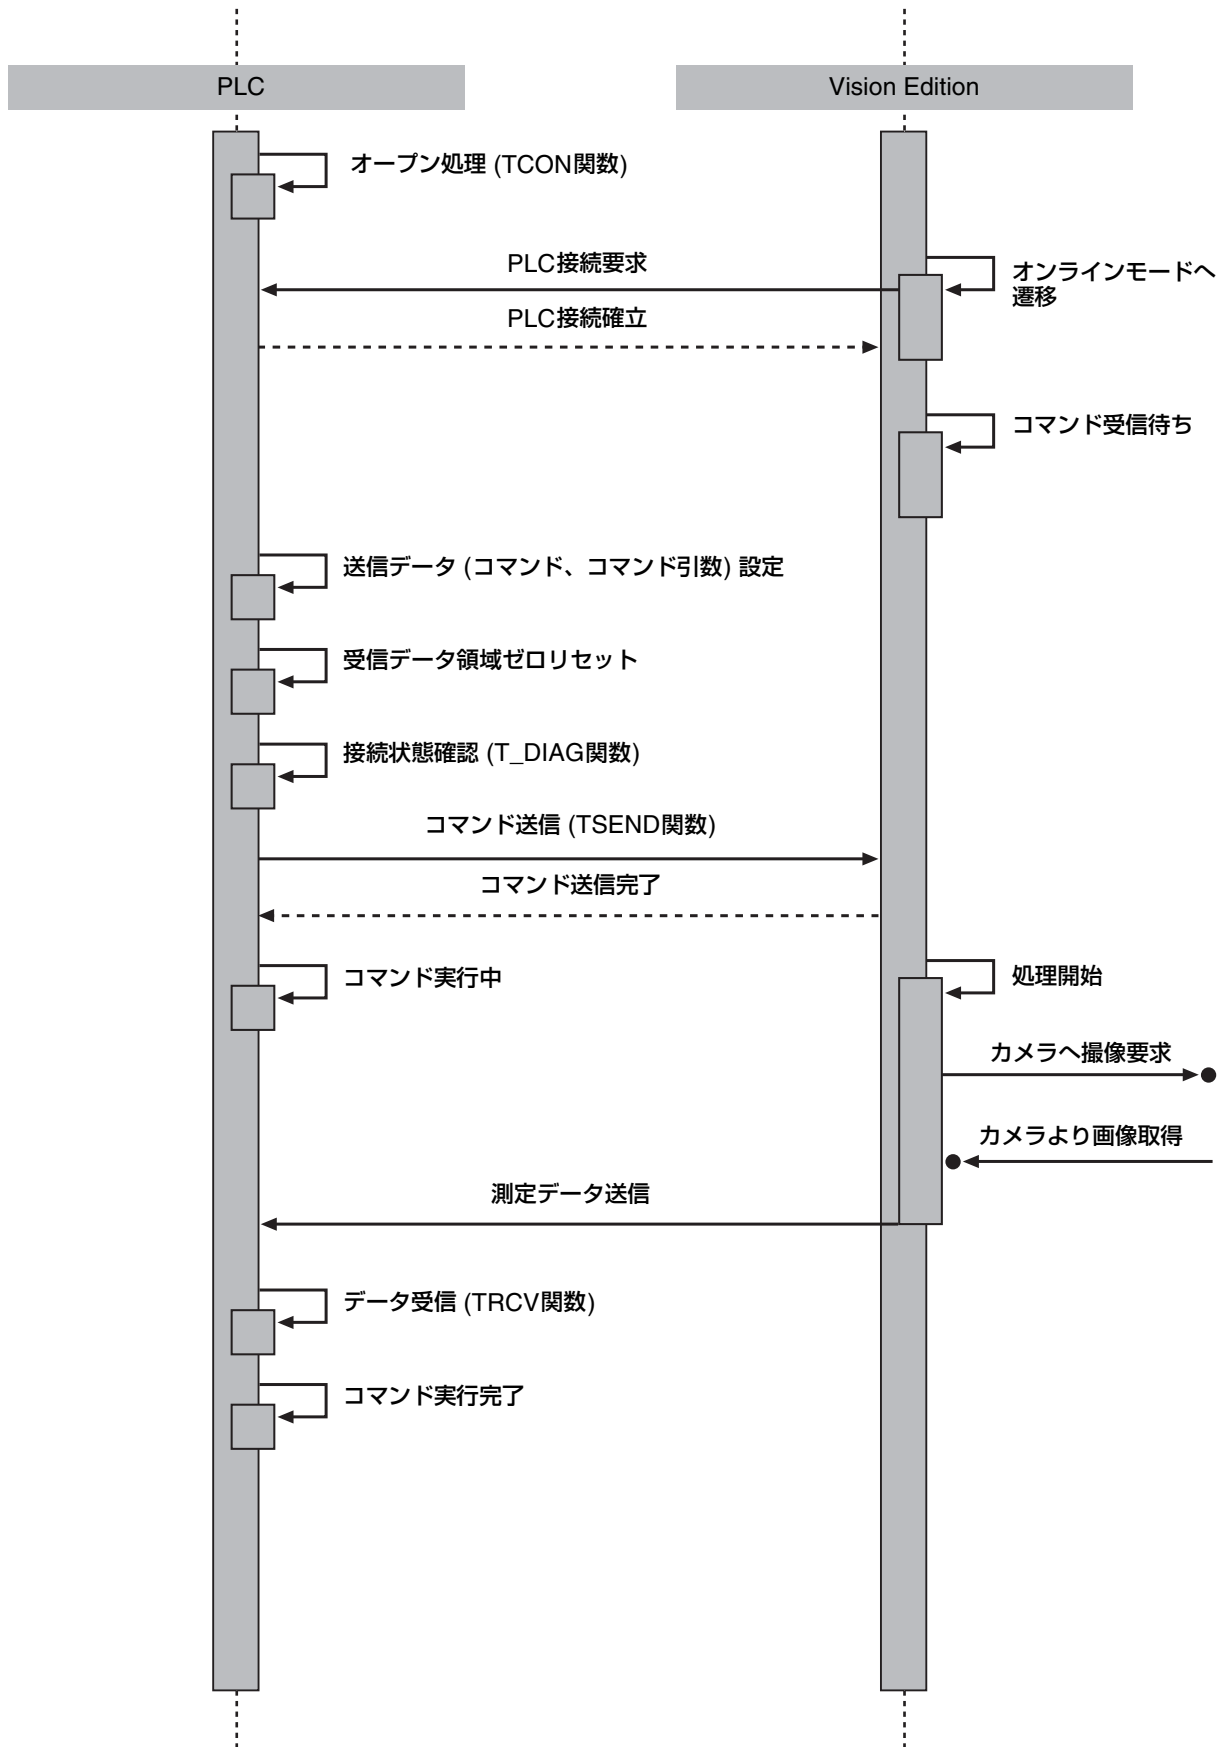 PLC
Vision Edition
オープン処理 (TCON関数)
PLC接続要求
オンラインモードへ
遷移
PLC接続確立
コマンド受信待ち
送信データ (コマンド、コマンド引数) 設定
受信データ領域ゼロリセット
接続状態確認 (T_DIAG関数)
コマンド送信 (TSEND関数)
コマンド送信完了
コマンド実行中
処理開始
カメラへ撮像要求
カメラより画像取得
測定データ送信
データ受信 (TRCV関数)
コマンド実行完了